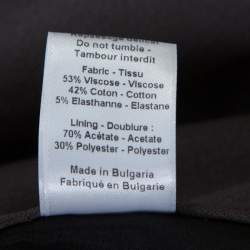 Do not tumble -
Tambour interdit
Fabric - Tissu
53% Viscose - Viscose
42% Coton - Cotton
5% Elasthanne - Elastane
Lining - Doublure :
70% Acétate - Acetate
30% Polyester - Polyester
Made in Bulgaria
Fabriqué en Bulgarie